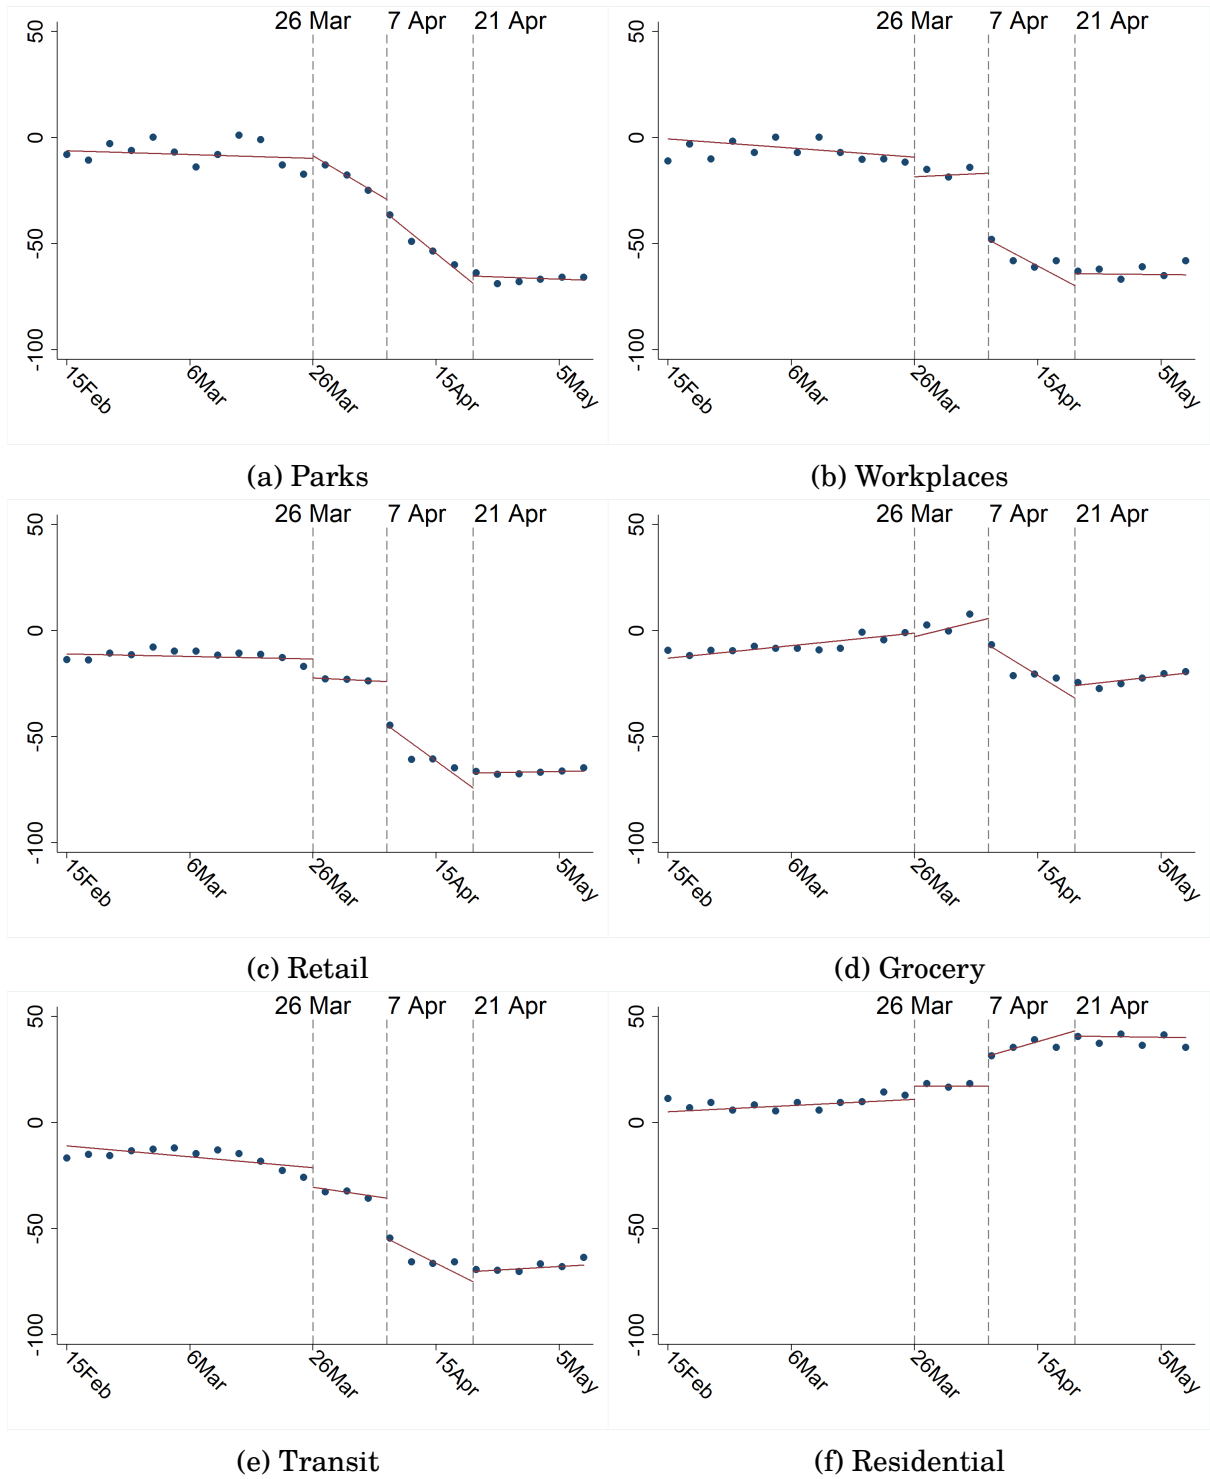 26 Mar 7 Apr 21 Apr
50
0
-50
-100
15Feb 6Mar 26Mar 15Apr 5May
(a) Parks
26 Mar 7 Apr 21 Apr
50
0
-50
-100
15Feb 6Mar 26Mar 15Apr 5May
(b) Workplaces
26 Mar 7 Apr 21 Apr
50
0
-50
-100
15Feb 6Mar 26Mar 15Apr 5May
(c) Retail
26 Mar 7 Apr 21 Apr
50
0
-50
-100
15Feb 6Mar 26Mar 15Apr 5May
(d) Grocery
26 Mar 7 Apr 21 Apr
50
0
-50
-100
15Feb 6Mar 26Mar 15Apr 5May
(e) Transit
26 Mar 7 Apr 21 Apr
50
0
-50
-100
15Feb 6Mar 26Mar 15Apr 5May
(f) Residential